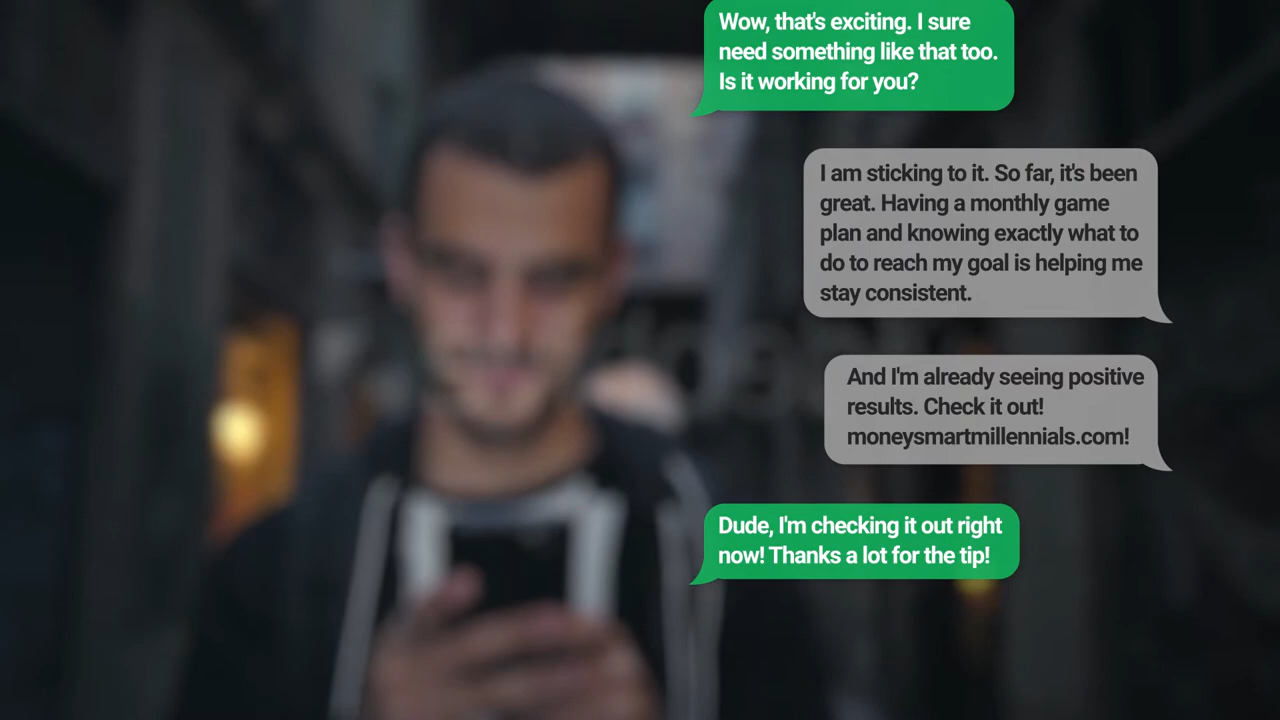 Wow, that's exciting. I sure
need something like that too.
Is it working for you?
I am sticking to it. So far, it's been
great. Having a monthly game
plan and knowing exactly what to
do to reach my goal is helping me
stay consistent.
And I'm already seeing positive
results. Check it out!
moneysmartmillennials.com!
Dude, I'm checking it out right
now! Thanks a lot for the tip!